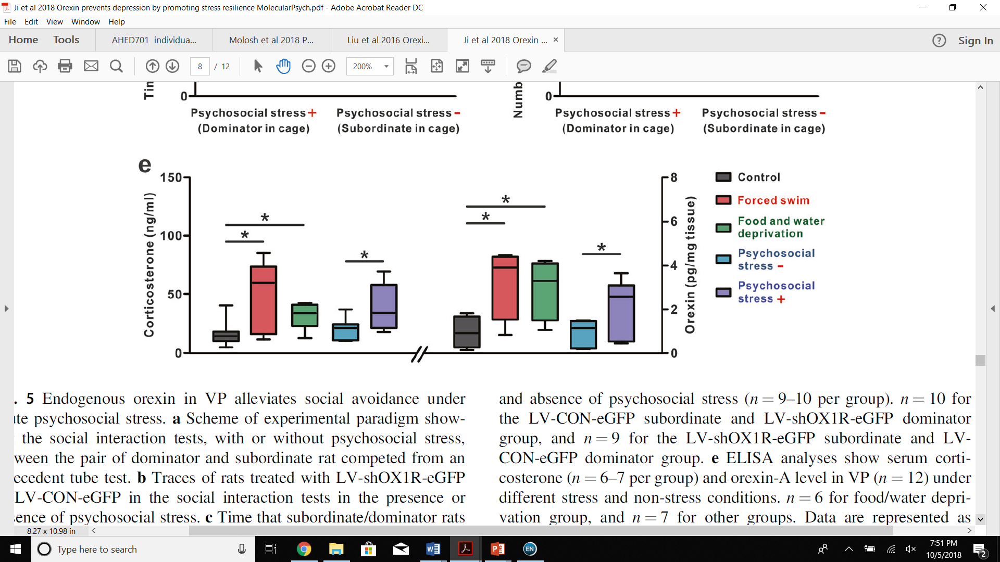 Ji et al 2018 Orexin prevents depression by promoting stress resilience MolecularPsych.pdf - Adobe Acrobat Reader DC
File Edit View Window Help
Home Tools AHED701 individua... Molosh et al 2018 P... Liu et al 2016 Orexi... Ji et al 2018 Orexin ... × ? Sign In
8 / 12 200%
Tim Numb
0 0
Psychosocial stress + Psychosocial stress - Psychosocial stress + Psychosocial stress -
(Dominator in cage) (Subordinate in cage) (Dominator in cage) (Subordinate in cage)
e
Corticosterone (ng/ml)
150
100
50
0
* * *
* * *
Orexin (pg/mg tissue)
8
6
4
2
0
Control
Forced swim
Food and water
deprivation
Psychosocial
stress -
Psychosocial
stress +
. 5 Endogenous orexin in VP alleviates social avoidance under
ute psychosocial stress. a Scheme of experimental paradigm show-
the social interaction tests, with or without psychosocial stress,
ween the pair of dominator and subordinate rat competed from an
ecedent tube test. b Traces of rats treated with LV-shOX1R-eGFP
LV-CON-eGFP in the social interaction tests in the presence or
sence of psychosocial stress. c Time that subordinate/dominator rats
and absence of psychosocial stress (n = 9–10 per group). n = 10 for
the LV-CON-eGFP subordinate and LV-shOX1R-eGFP dominator
group, and n = 9 for the LV-shOX1R-eGFP subordinate and LV-
CON-eGFP dominator group. e ELISA analyses show serum corti-
costerone (n = 6–7 per group) and orexin-A level in VP (n = 12) under
different stress and non-stress conditions. n = 6 for food/water depri-
vation group, and n = 7 for other groups. Data are represented as
8.27 x 10.98 in
Type here to search
EN
7:51 PM
10/5/2018
2